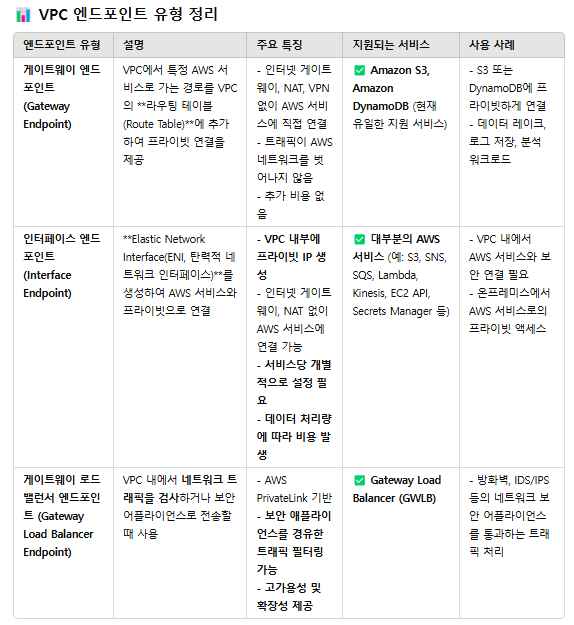 📊 VPC 엔드포인트 유형 정리
엔드포인트 유형
설명
주요 특징
지원되는 서비스
사용 사례
게이트웨이 엔드
포인트
(Gateway
Endpoint)
VPC에서 특정 AWS 서
비스로 가는 경로를 VPC
의 **라우팅 테이블
(Route Table)**에 추가
하여 프라이빗 연결을
제공
- 인터넷 게이트
웨이, NAT, VPN
없이 AWS 서비
스에 직접 연결
- 트래픽이 AWS
네트워크를 벗
어나지 않음
- 추가 비용 없
음
✅ Amazon S3,
Amazon
DynamoDB (현재
유일한 지원 서비스)
- S3 또는
DynamoDB에 프
라이빗하게 연결
- 데이터 레이크,
로그 저장, 분석
워크로드
인터페이스 엔드
포인트
(Interface
Endpoint)
**Elastic Network
Interface(ENI, 탄력적 네
트워크 인터페이스)**를
생성하여 AWS 서비스와
프라이빗으로 연결
- VPC 내부에
프라이빗 IP 생
성
- 인터넷 게이트
웨이, NAT 없이
AWS 서비스에
연결 가능
- 서비스당 개별
적으로 설정 필
요
- 데이터 처리량
에 따라 비용 발
생
✅ 대부분의 AWS
서비스 (예: S3, SNS,
SQS, Lambda,
Kinesis, EC2 API,
Secrets Manager 등)
- VPC 내에서
AWS 서비스와 보
안 연결 필요
- 온프레미스에서
AWS 서비스로의
프라이빗 액세스
게이트웨이 로드
밸런서 엔드포인
트 (Gateway
Load Balancer
Endpoint)
VPC 내에서 네트워크 트
래픽을 검사하거나 보안
어플라이언스로 전송할
때 사용
- AWS
PrivateLink 기반
- 보안 애플라이
언스를 경유한
트래픽 필터링
가능
- 고가용성 및
확장성 제공
✅ Gateway Load
Balancer (GWLB)
- 방화벽, IDS/IPS
등의 네트워크 보
안 어플라이언스
를 통과하는 트래
픽 처리